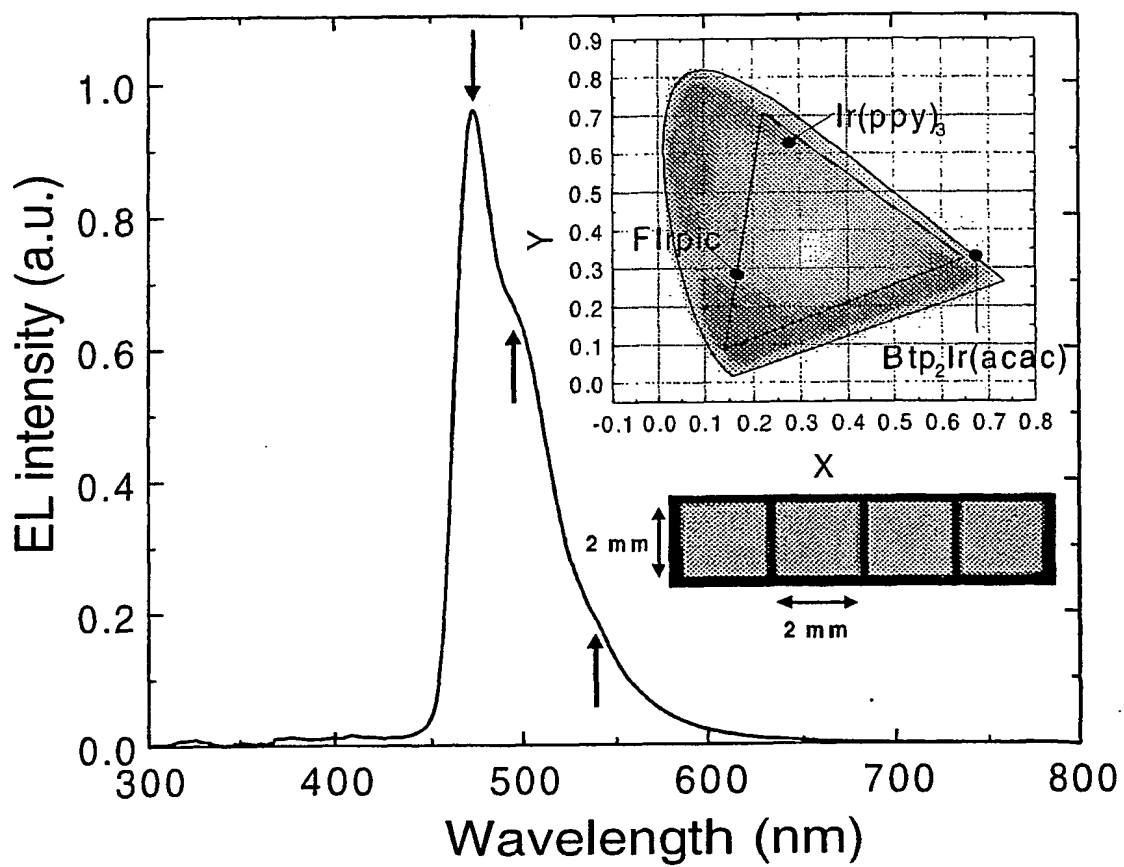 EL intensity (a.u.)
1.0
0.8
0.6
0.4
0.2
0.0
300 400 500 600 700 800
Wavelength (nm)
Y
0.9
0.8
0.7
0.6
0.5
0.4
0.3
0.2
0.1
0.0
-0.1 0.0 0.1 0.2 0.3 0.4 0.5 0.6 0.7 0.8
X
Ir(ppy)₃
FIrpic
Btp₂Ir(acac)
2 mm
2 mm